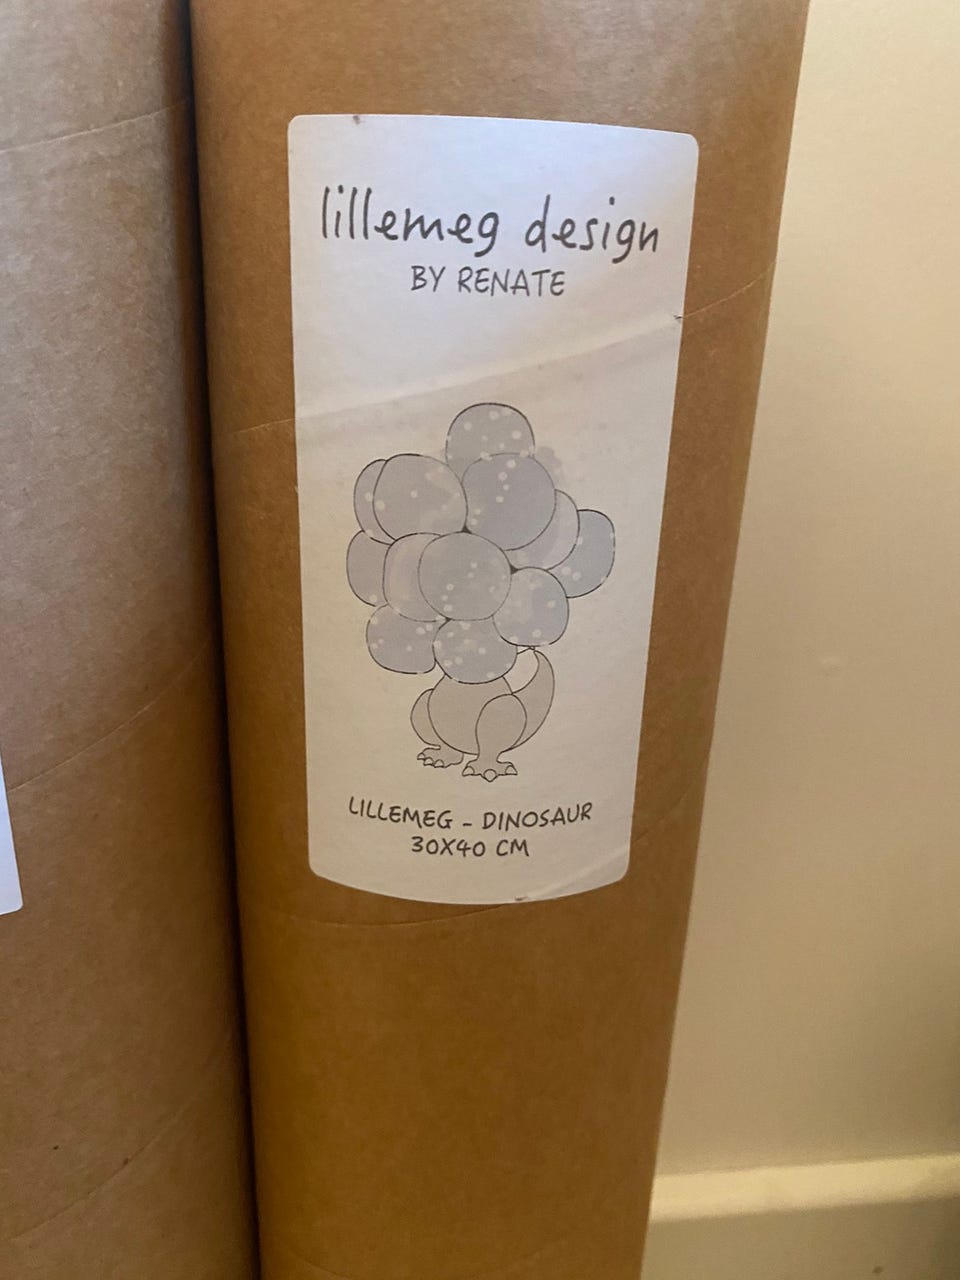 lillemeg design
BY RENATE
LILLEMEG - DINOSAUR
30X40 CM